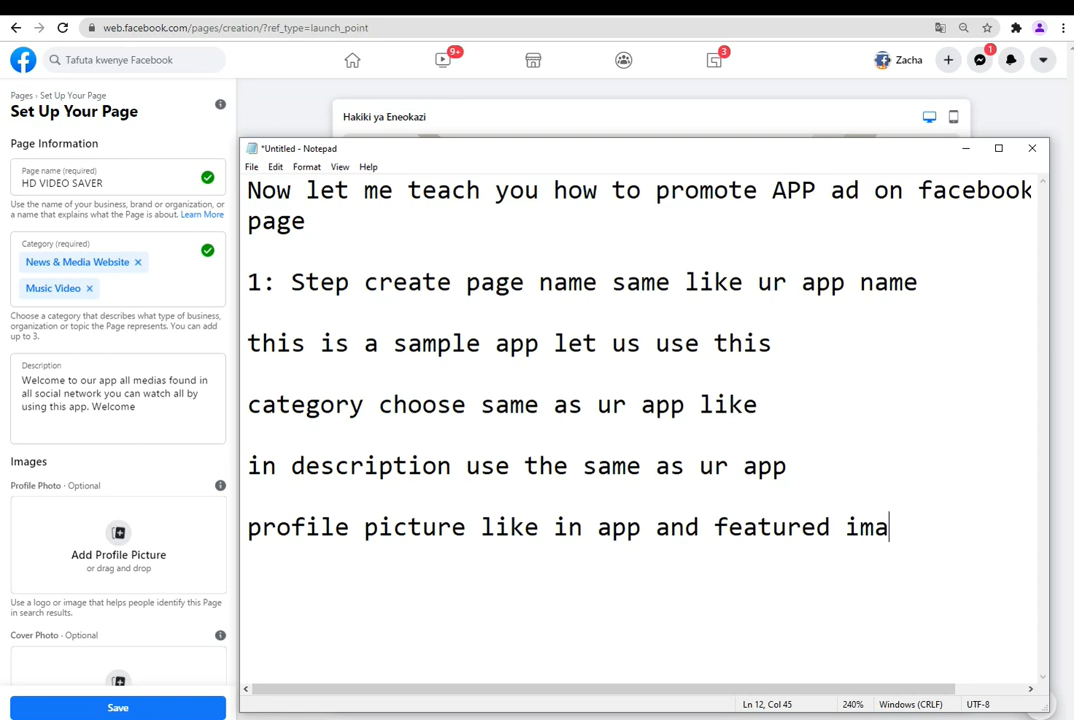 web.facebook.com/pages/creation/?ref_type=launch_point
Tafuta kwenye Facebook
9+
3
Zacha
1
Pages › Set Up Your Page
Set Up Your Page
Page Information
Page name (required)
HD VIDEO SAVER
Use the name of your business, brand or organization, or
a name that explains what the Page is about. Learn More
Category (required)
News & Media Website ×
Music Video ×
Choose a category that describes what type of business,
organization or topic the Page represents. You can add
up to 3.
Description
Welcome to our app all medias found in
all social network you can watch all by
using this app. Welcome
Images
Profile Photo · Optional
Add Profile Picture
or drag and drop
Use a logo or image that helps people identify this Page
in search results.
Cover Photo · Optional
Save
Hakiki ya Eneokazi
*Untitled - Notepad
File Edit Format View Help
Now let me teach you how to promote APP ad on facebook
page
1: Step create page name same like ur app name
this is a sample app let us use this
category choose same as ur app like
in description use the same as ur app
profile picture like in app and featured ima
Ln 12, Col 45 240% Windows (CRLF) UTF-8